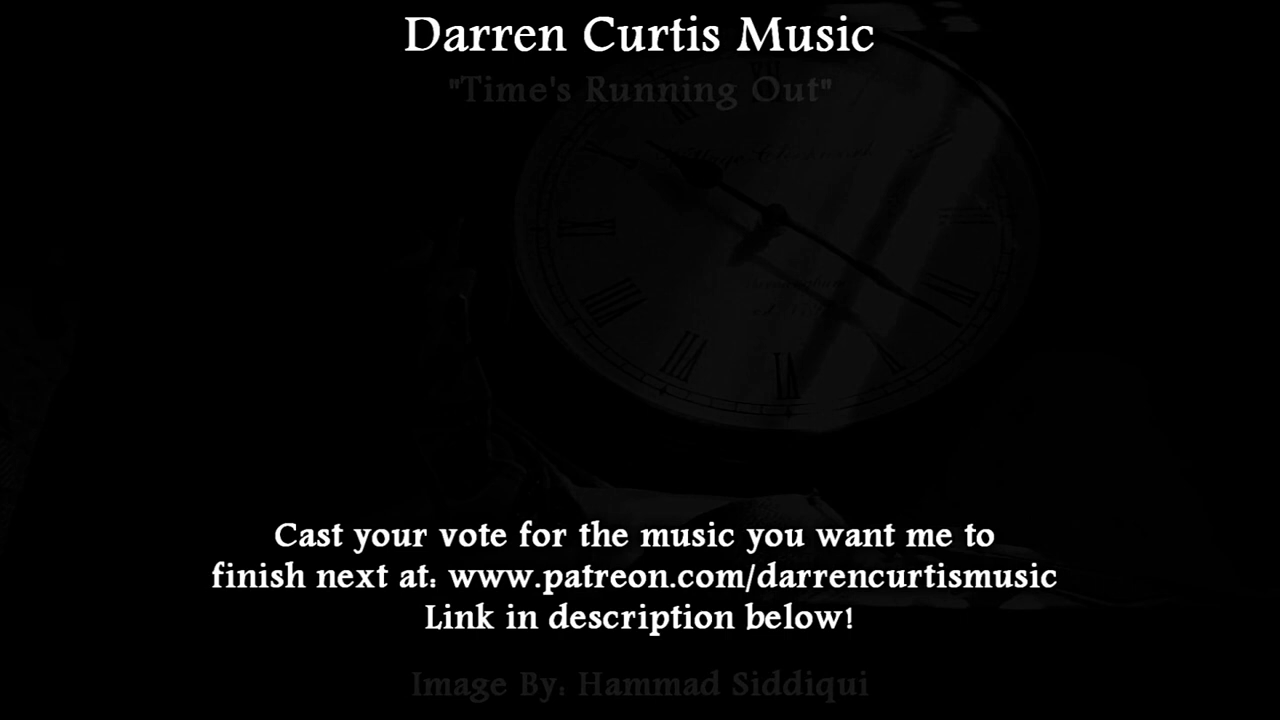 Darren Curtis Music
"Time's Running Out"
Cast your vote for the music you want me to
finish next at: www.patreon.com/darrencurtismusic
Link in description below!
Image By: Hammad Siddiqui